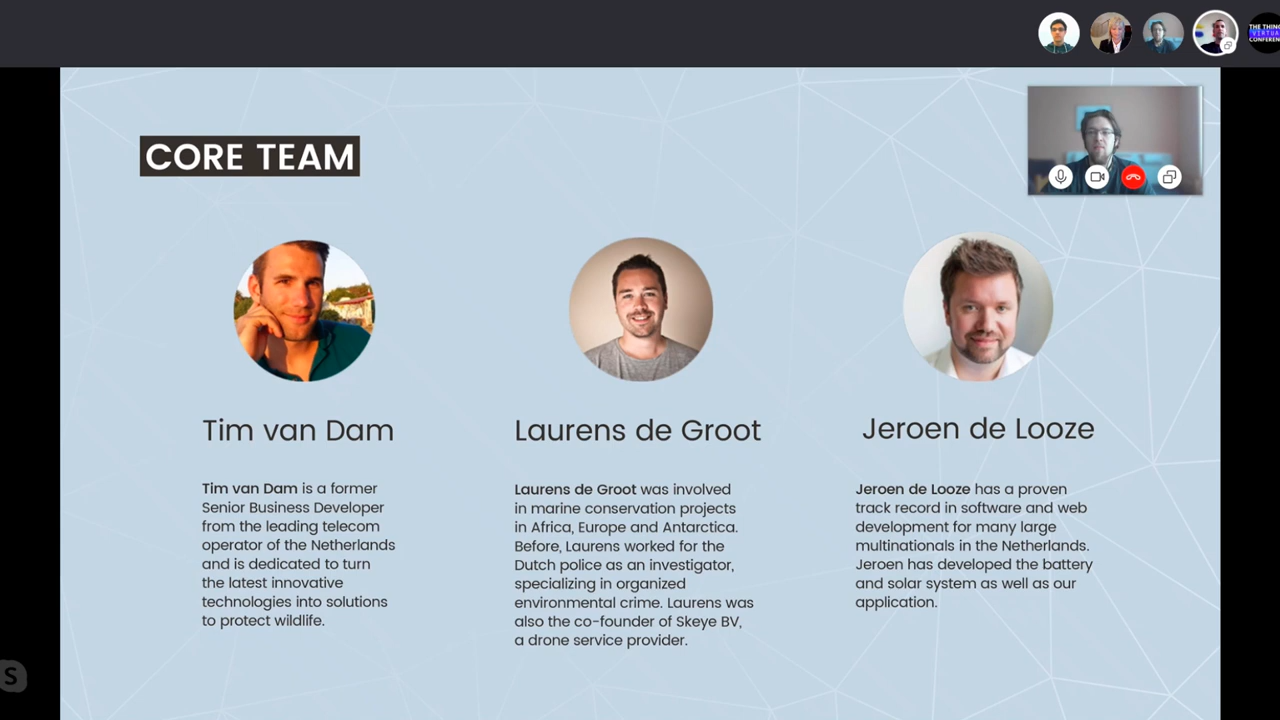 THE THIN
VIRTUA
CONFEREN
CORE TEAM
Tim van Dam
Tim van Dam is a former
Senior Business Developer
from the leading telecom
operator of the Netherlands
and is dedicated to turn
the latest innovative
technologies into solutions
to protect wildlife.
Laurens de Groot
Laurens de Groot was involved
in marine conservation projects
in Africa, Europe and Antarctica.
Before, Laurens worked for the
Dutch police as an investigator,
specializing in organized
environmental crime. Laurens was
also the co-founder of Skeye BV,
a drone service provider.
Jeroen de Looze
Jeroen de Looze has a proven
track record in software and web
development for many large
multinationals in the Netherlands.
Jeroen has developed the battery
and solar system as well as our
application.
S